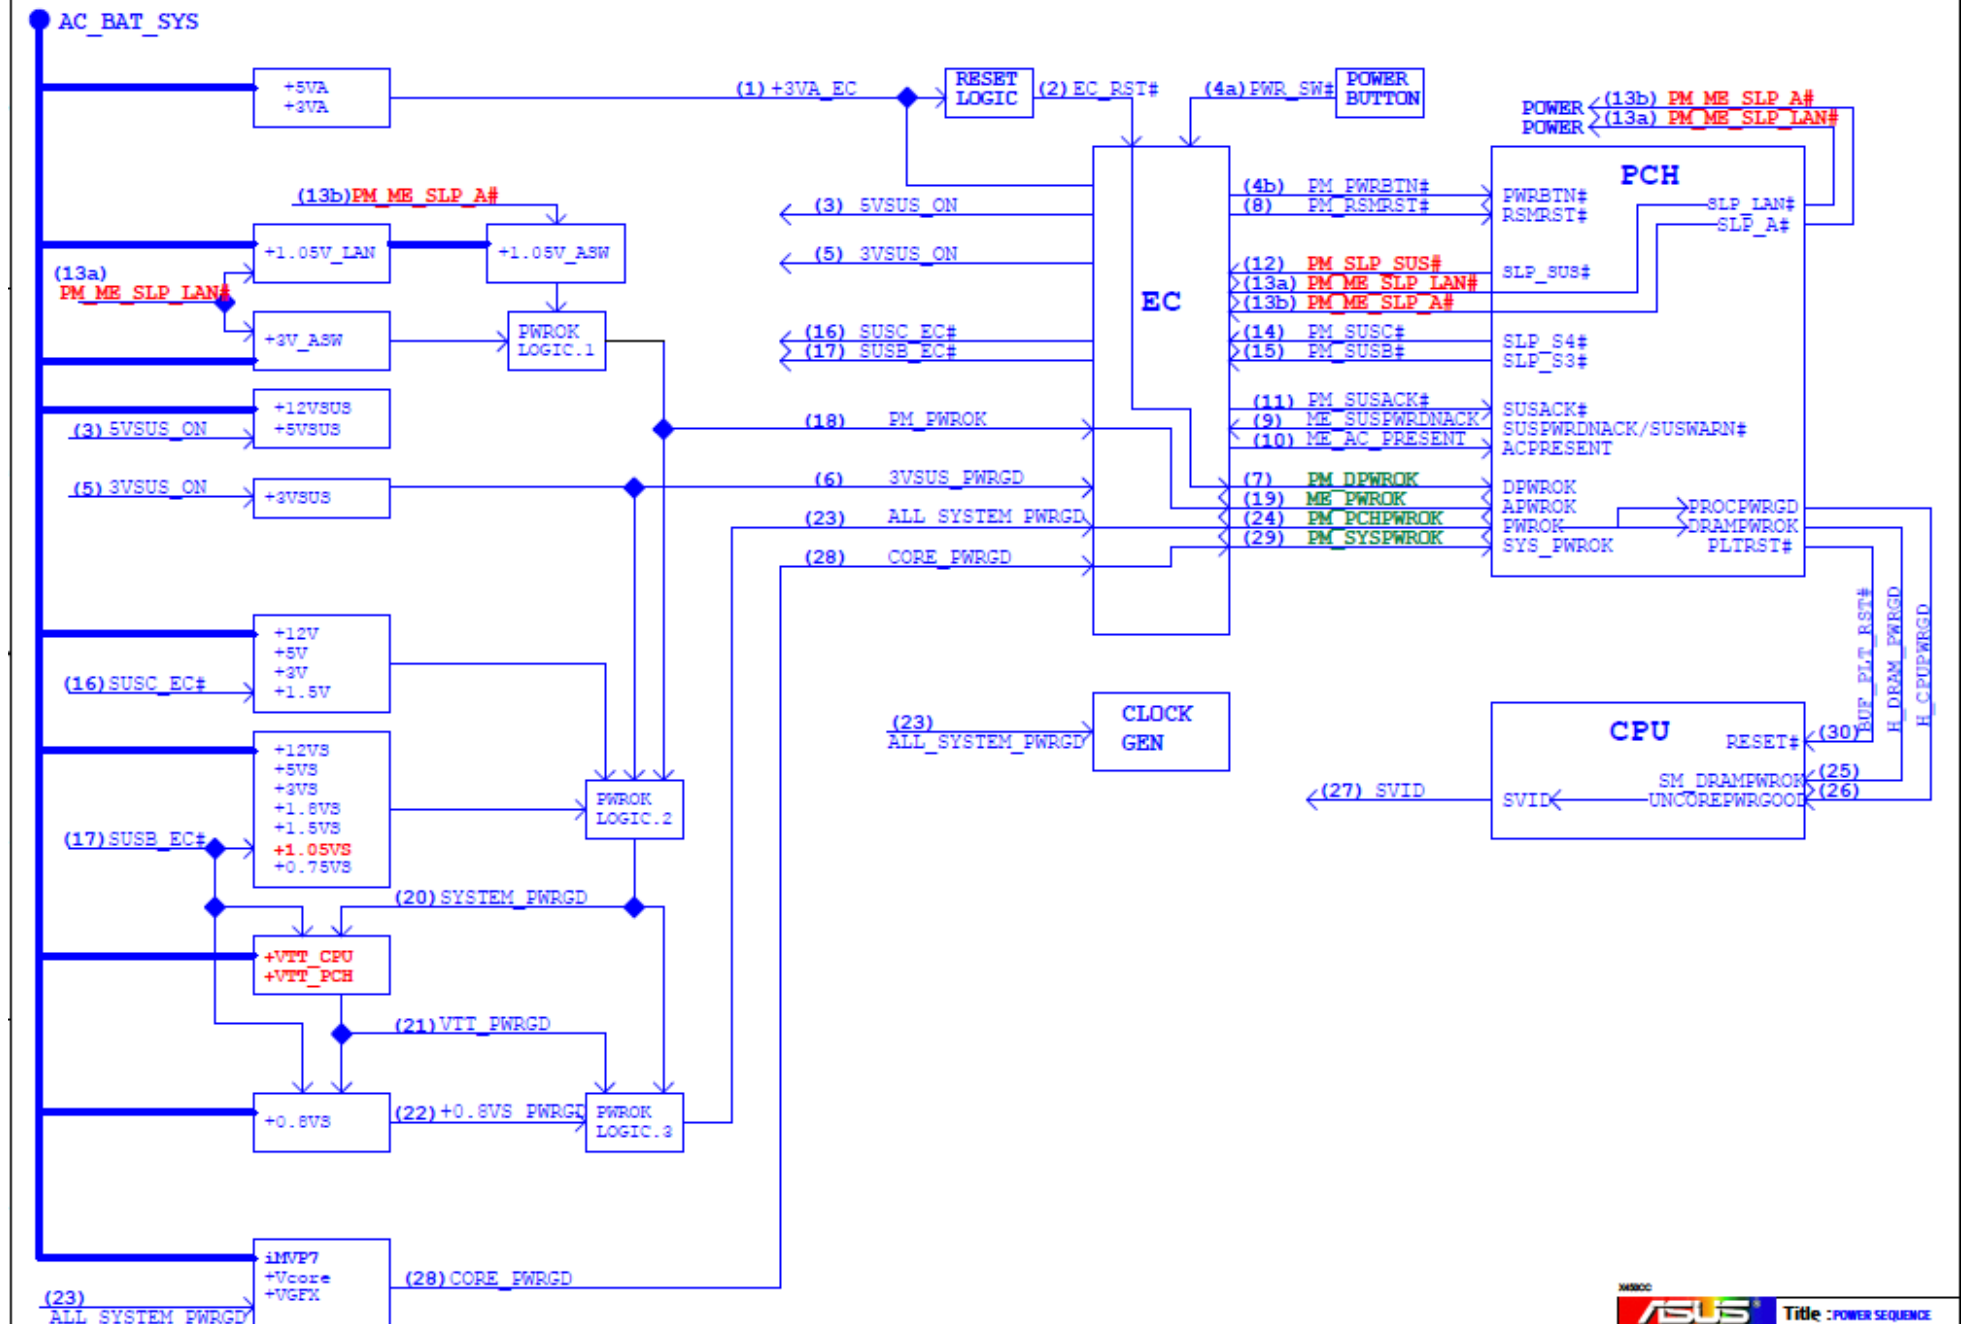 AC_BAT_SYS
+5VA
+3VA
(1) +3VA_EC
RESET
LOGIC
(2) EC_RST#
(4a) PWR_SW#
POWER
BUTTON
POWER (13b) PM_ME_SLP_A#
POWER (13a) PM_ME_SLP_LAN#
(13b) PM_ME_SLP_A#
+1.05V_LAN
+1.05V_ASW
(13a)
PM_ME_SLP_LAN#
+3V_ASW
PWROK
LOGIC.1
+12VSUS
+5VSUS
(3) 5VSUS_ON
(5) 3VSUS_ON
+3VSUS
(3) 5VSUS_ON
(5) 3VSUS_ON
(16) SUSC_EC#
(17) SUSB_EC#
(18) PM_PWROK
(6) 3VSUS_PWRGD
(23) ALL_SYSTEM_PWRGD
(28) CORE_PWRGD
EC
(4b) PM_PWRBTN#
(8) PM_RSMRST#
(12) PM_SLP_SUS#
(13a) PM_ME_SLP_LAN#
(13b) PM_ME_SLP_A#
(14) PM_SUSC#
(15) PM_SUSB#
(11) PM_SUSACK#
(9) ME_SUSPWRDNACK
(10) ME_AC_PRESENT
(7) PM_DPWROK
(19) ME_PWROK
(24) PM_PCHPWROK
(29) PM_SYSPWROK
PCH
PWRBTN#
RSMRST#
SLP_LAN#
SLP_A#
SLP_SUS#
SLP_S4#
SLP_S3#
SUSACK#
SUSPWRDNACK/SUSWARN#
ACPRESENT
DPWROK
APWROK
PWROK
SYS_PWROK
PROCPWRGD
DRAMPWROK
PLTRST#
BUF_PLT_RST#
H_DRAM_PWRGD
H_CPUPWRGD
+12V
+5V
+3V
+1.5V
(16) SUSC_EC#
+12VS
+5VS
+3VS
+1.8VS
+1.5VS
+1.05VS
+0.75VS
(17) SUSB_EC#
PWROK
LOGIC.2
(20) SYSTEM_PWRGD
+VTT_CPU
+VTT_PCH
(21) VTT_PWRGD
+0.8VS
(22) +0.8VS_PWRGD
PWROK
LOGIC.3
iMVP7
+Vcore
+VGFX
(23)
ALL_SYSTEM_PWRGD
(28) CORE_PWRGD
(23)
ALL_SYSTEM_PWRGD
CLOCK
GEN
CPU
RESET# (30)
SM_DRAMPWROK (25)
UNCOREPWRGOOD (26)
SVID
(27) SVID
ASUS
Title : POWER SEQUENCE